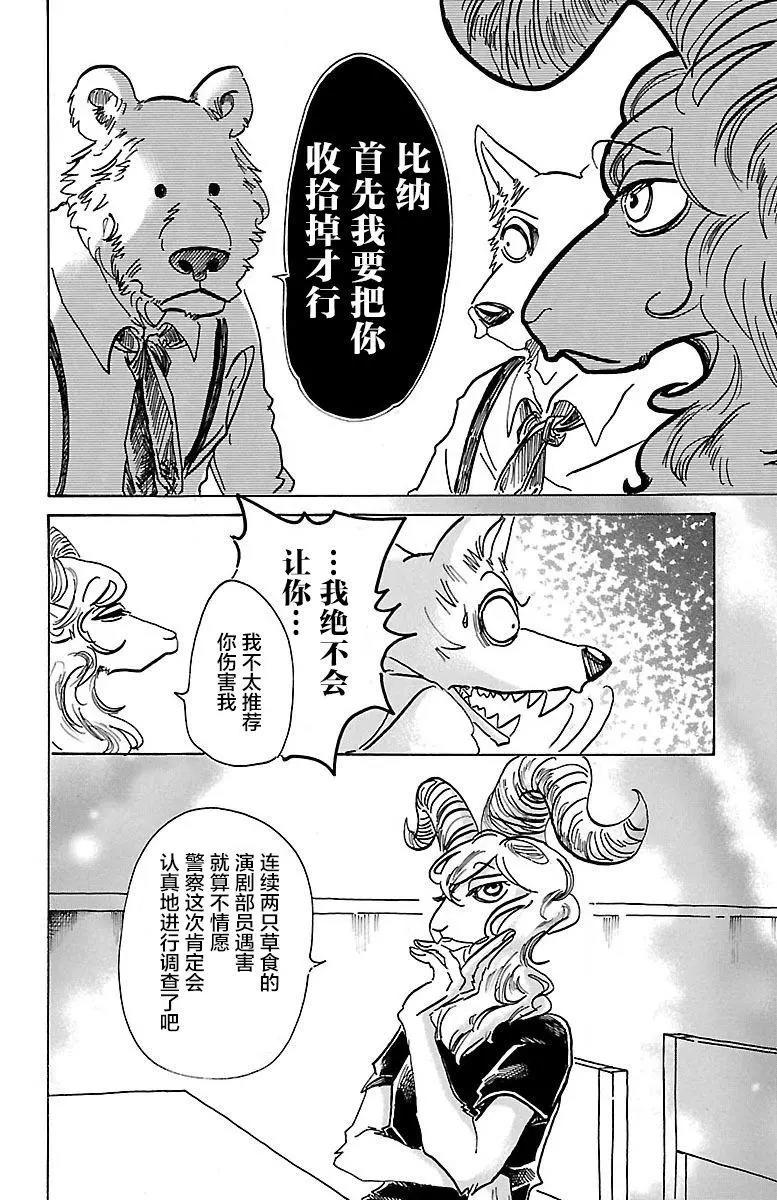 比纳
首先我要把你
收拾掉才行
…我绝不会
让你…
我不太推荐
你伤害我
连续两只草食的
演剧部员遇害
就算不情愿
警察这次肯定会
认真地进行调查了吧